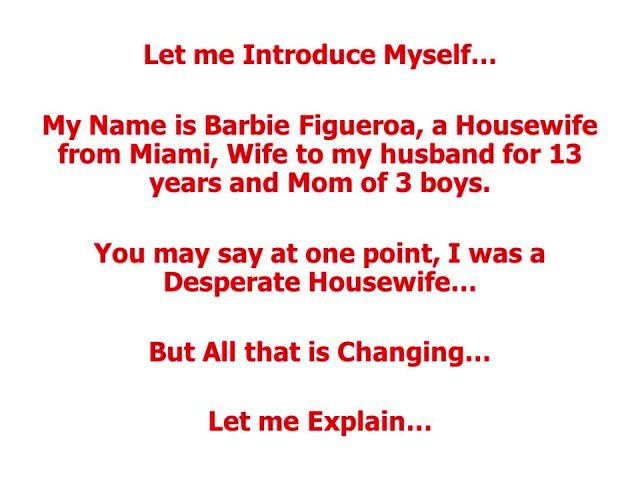 Let me Introduce Myself...
My Name is Barbie Figueroa, a Housewife
from Miami, Wife to my husband for 13
years and Mom of 3 boys.
You may say at one point, I was a
Desperate Housewife...
But All that is Changing...
Let me Explain...